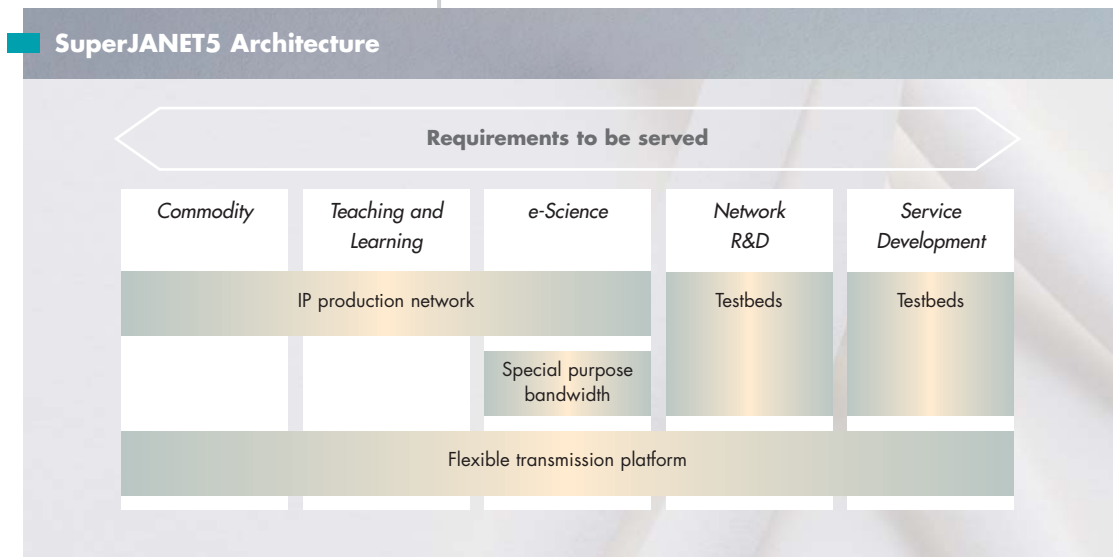 SuperJANET5 Architecture
Requirements to be served
Commodity
Teaching and
Learning
e-Science
Network
R&D
Service
Development
IP production network
Testbeds
Testbeds
Special purpose
bandwidth
Flexible transmission platform